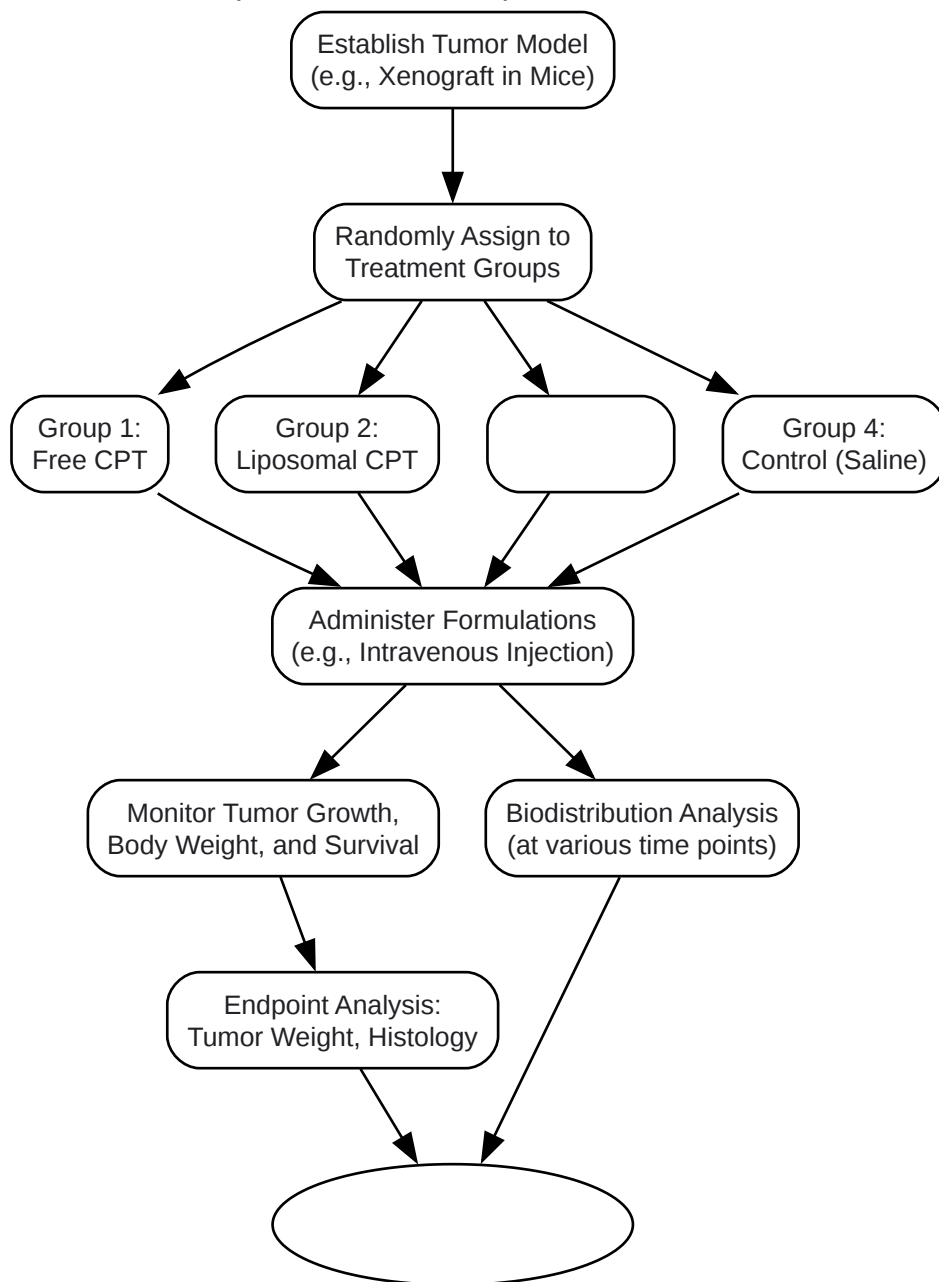 Establish Tumor Model
(e.g., Xenograft in Mice)
Randomly Assign to
Treatment Groups
Group 1:
Free CPT
Group 2:
Liposomal CPT
Group 4:
Control (Saline)
Administer Formulations
(e.g., Intravenous Injection)
Monitor Tumor Growth,
Body Weight, and Survival
Biodistribution Analysis
(at various time points)
Endpoint Analysis:
Tumor Weight, Histology